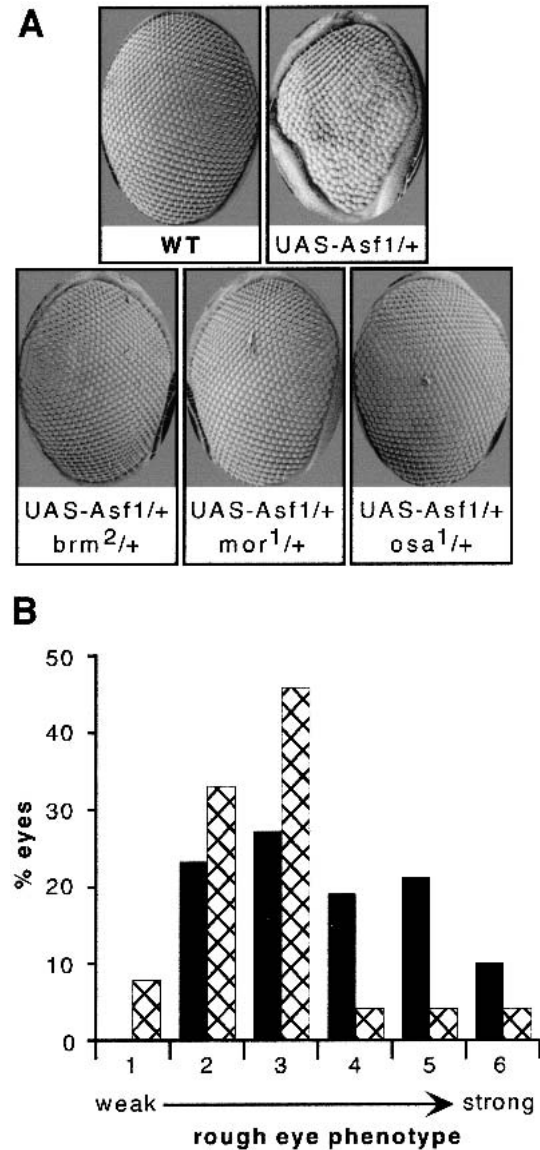 A
WT
UAS-Asf1/+
UAS-Asf1/+
brm2/+
UAS-Asf1/+
mor1/+
UAS-Asf1/+
osa1/+
B
50
40
30
20
10
0
% eyes
1 2 3 4 5 6
weak strong
rough eye phenotype